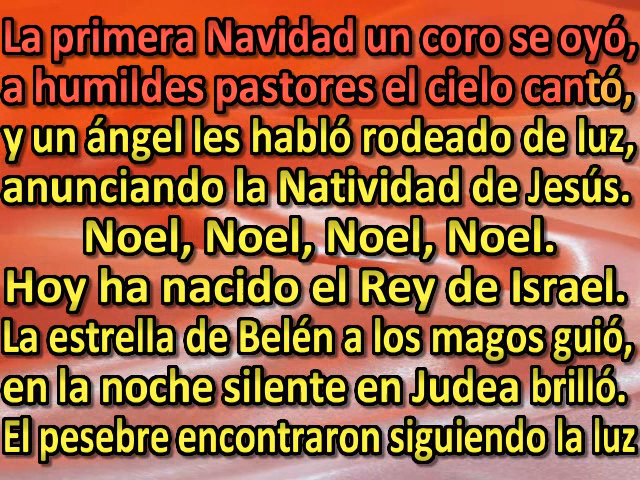 La primera Navidad un coro se oyó,
a humildes pastores el cielo cantó,
y un ángel les habló rodeado de luz,
anunciando la Natividad de Jesús.
Noel, Noel, Noel, Noel.
Hoy ha nacido el Rey de Israel.
La estrella de Belén a los magos guió,
en la noche silente en Judea brilló.
El pesebre encontraron siguiendo la luz